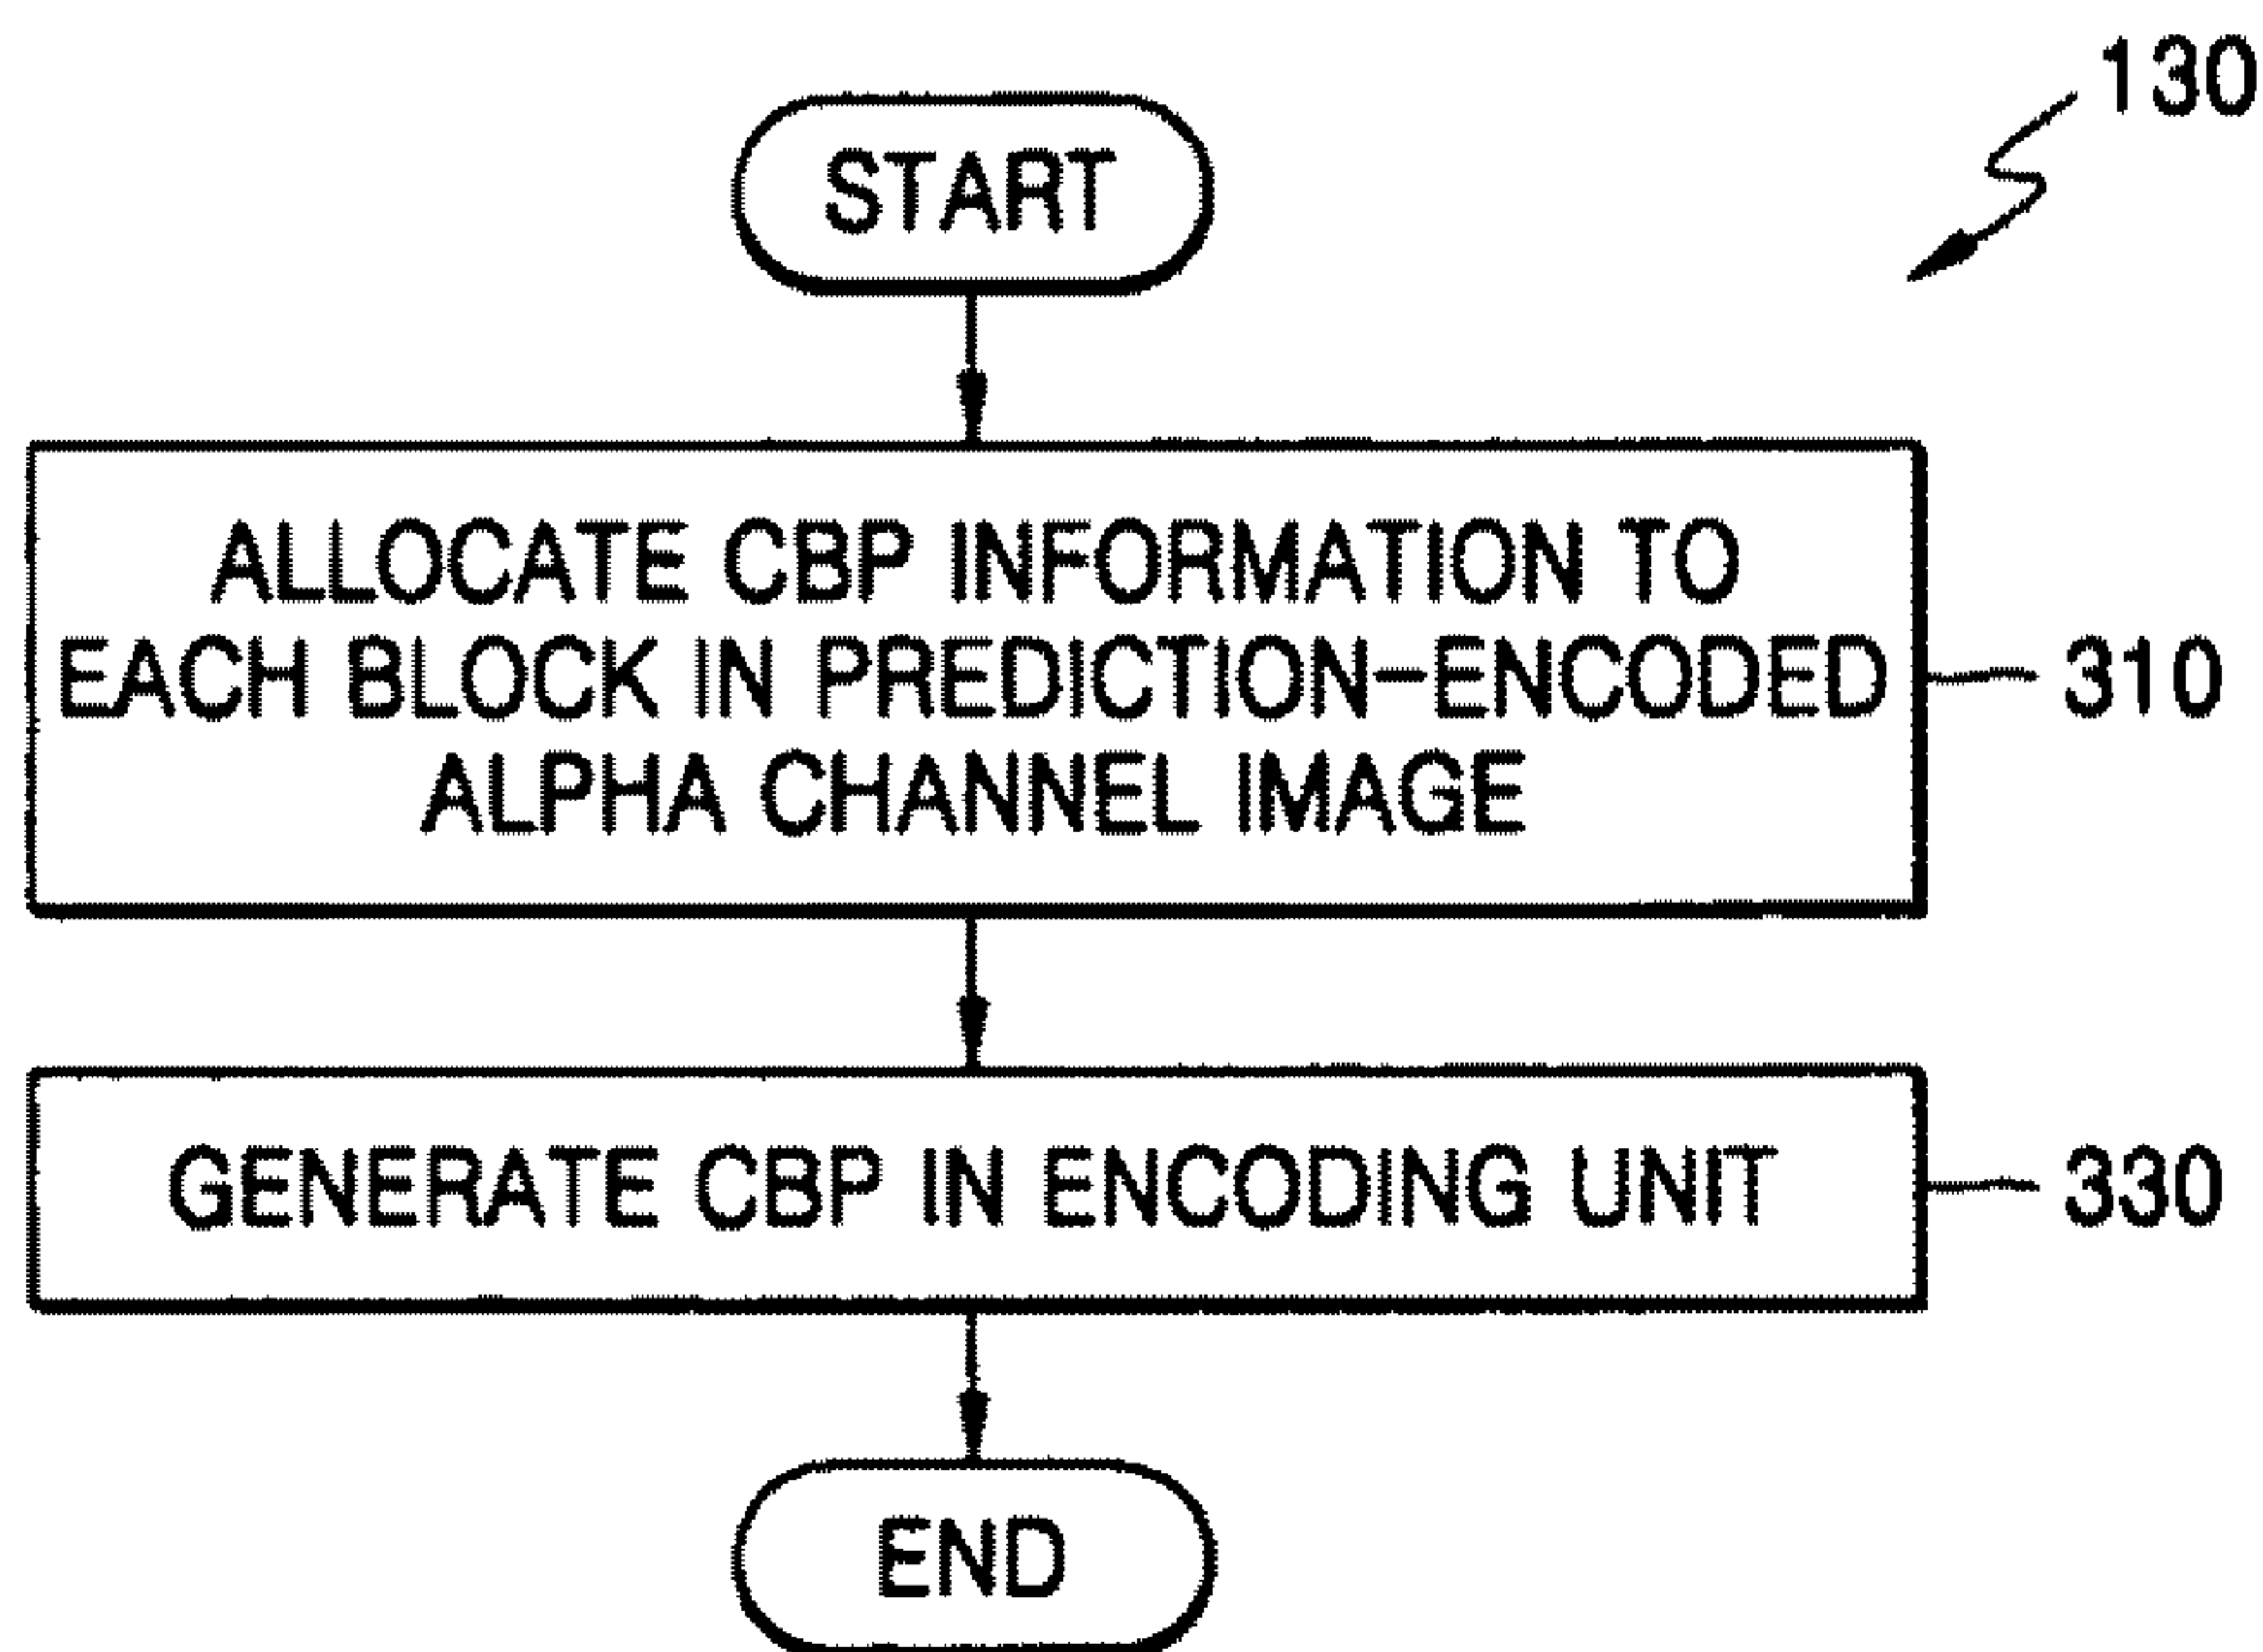 130
START
ALLOCATE CBP INFORMATION TO
EACH BLOCK IN PREDICTION-ENCODED
ALPHA CHANNEL IMAGE
310
GENERATE CBP IN ENCODING UNIT
330
END